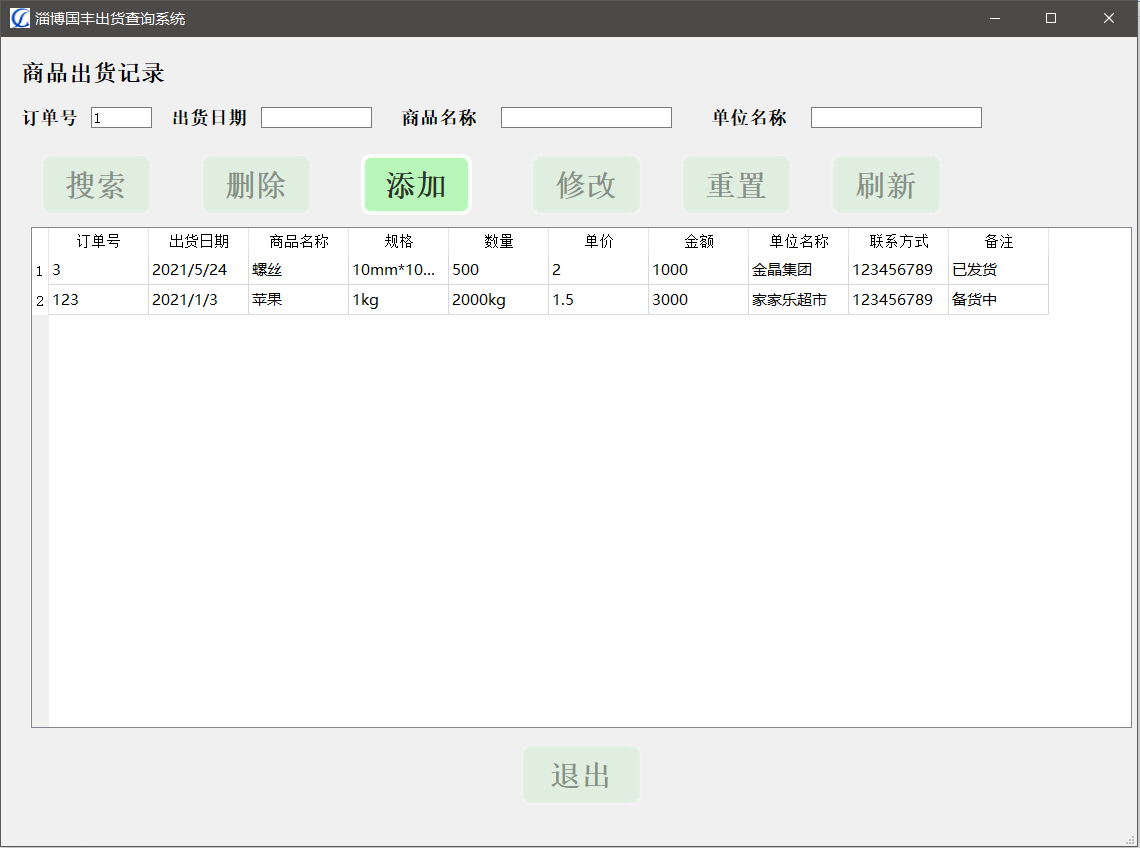 淄博国丰出货查询系统
商品出货记录
订单号 1 出货日期 商品名称 单位名称
搜索 删除 添加 修改 重置 刷新
订单号 出货日期 商品名称 规格 数量 单价 金额 单位名称 联系方式 备注
1 3 2021/5/24 螺丝 10mm*10... 500 2 1000 金晶集团 123456789 已发货
2 123 2021/1/3 苹果 1kg 2000kg 1.5 3000 家家乐超市 123456789 备货中
退出